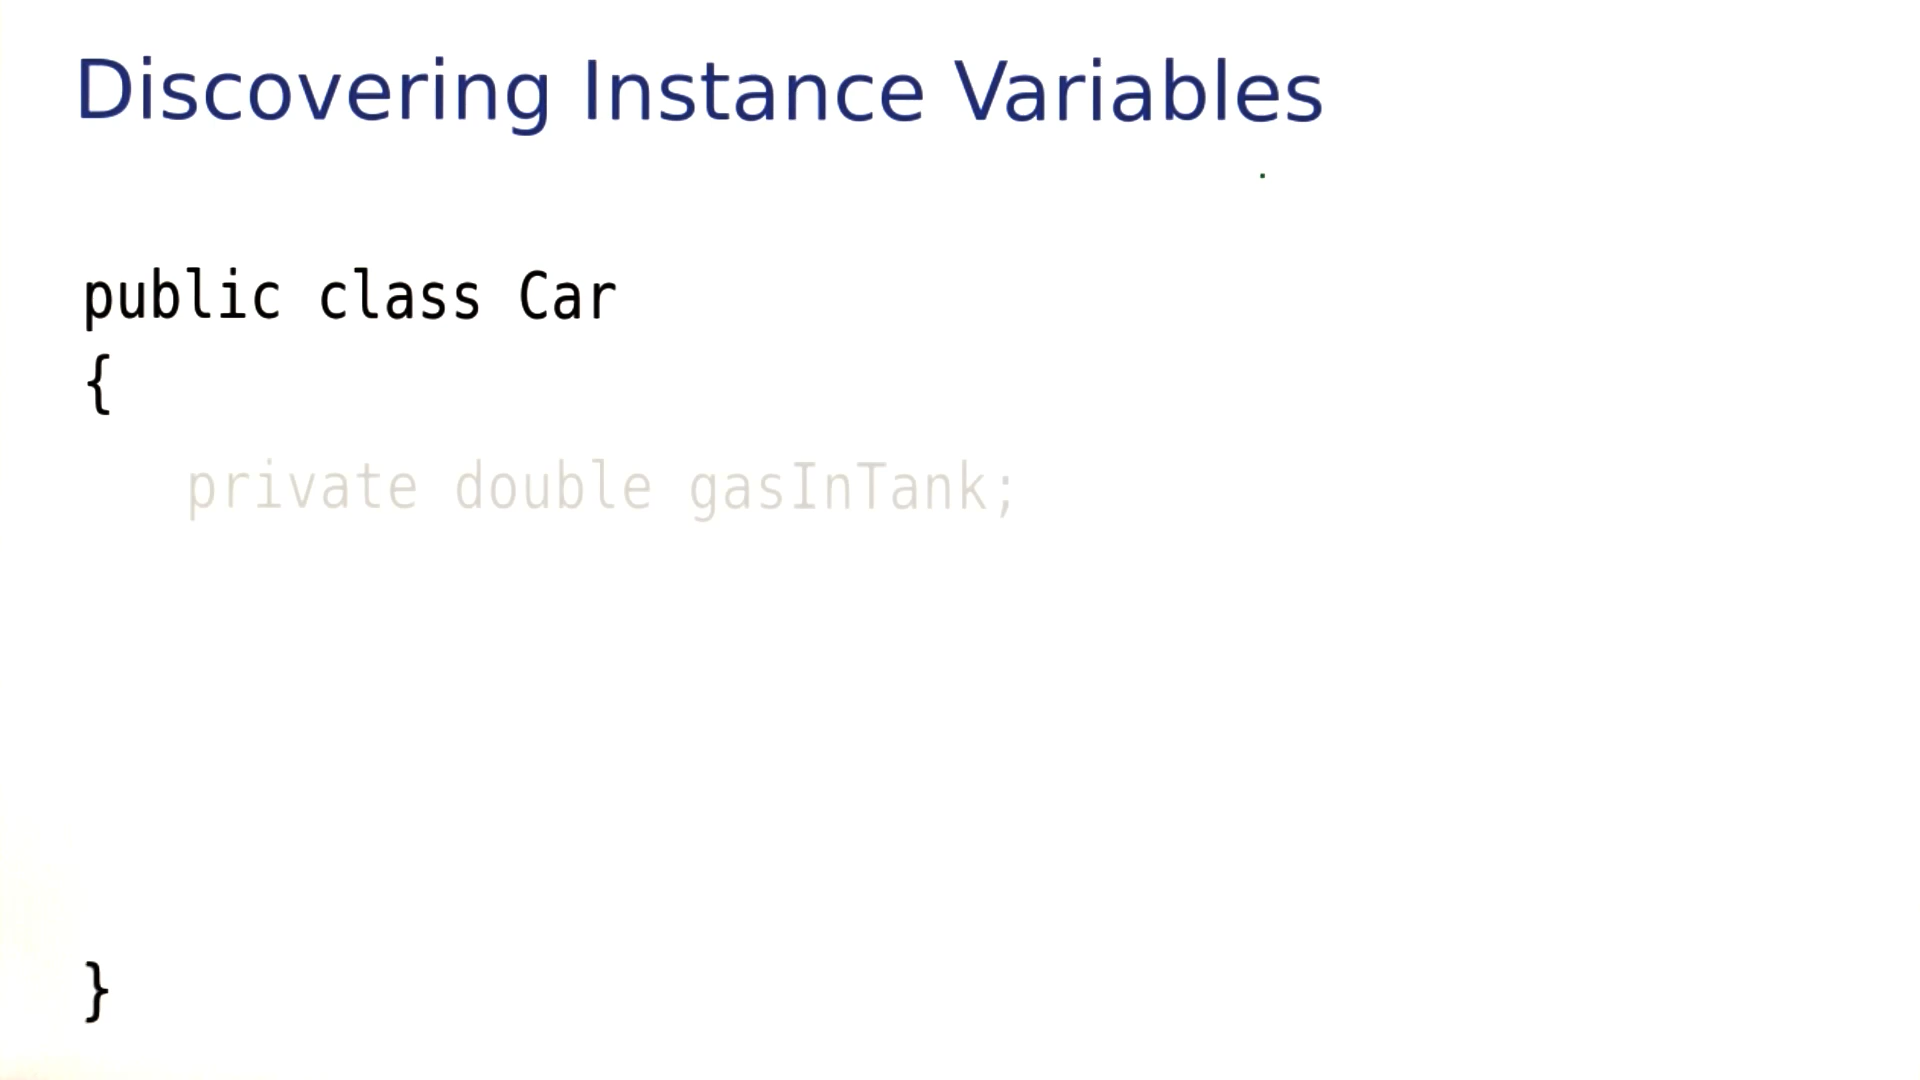 Discovering Instance Variables
public class Car
{
private double gasInTank;
}